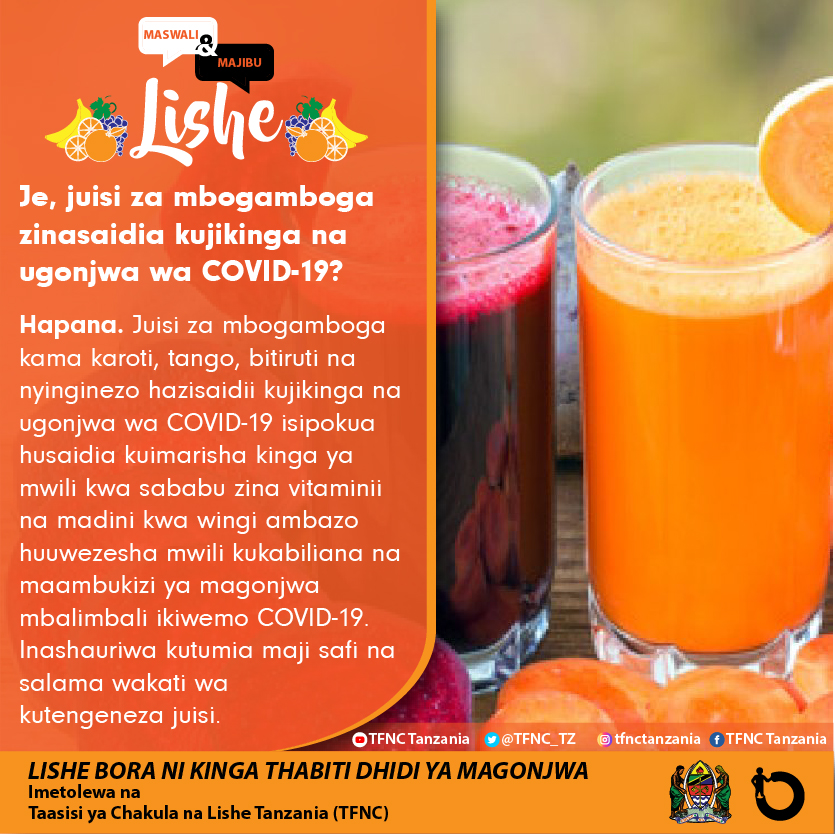 MASWALI
&
MAJIBU
Lishe
Je, juisi za mbogamboga
zinasaidia kujikinga na
ugonjwa wa COVID-19?
Hapana. Juisi za mbogamboga
kama karoti, tango, bitiruti na
nyinginezo hazisaidii kujikinga na
ugonjwa wa COVID-19 isipokua
husaidia kuimarisha kinga ya
mwili kwa sababu zina vitaminii
na madini kwa wingi ambazo
huuwezesha mwili kukabiliana na
maambukizi ya magonjwa
mbalimbali ikiwemo COVID-19.
Inashauriwa kutumia maji safi na
salama wakati wa
kutengeneza juisi.
TFNC Tanzania @TFNC_TZ tfnctanzania TFNC Tanzania
LISHE BORA NI KINGA THABITI DHIDI YA MAGONJWA
Imetolewa na
Taasisi ya Chakula na Lishe Tanzania (TFNC)